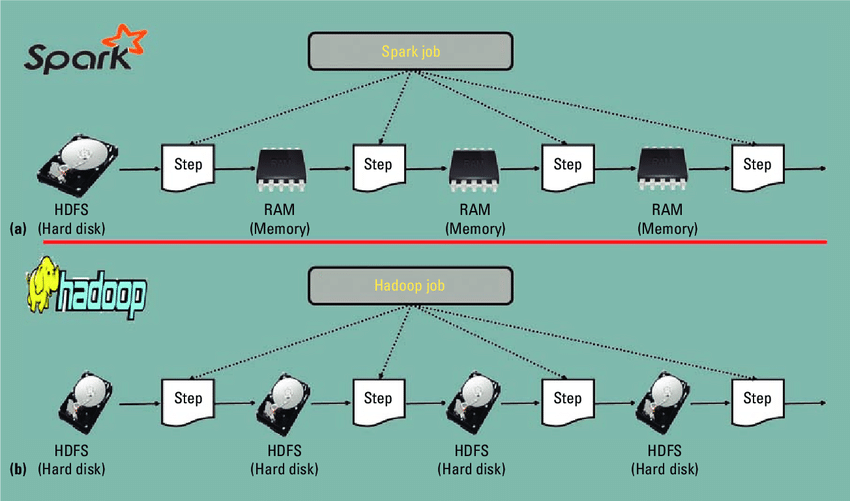 Spark
Spark job
Step
Step
Step
Step
HDFS
(Hard disk)
RAM
(Memory)
RAM
(Memory)
RAM
(Memory)
(a)
hadoop
Hadoop job
Step
Step
Step
Step
HDFS
(Hard disk)
HDFS
(Hard disk)
HDFS
(Hard disk)
HDFS
(Hard disk)
(b)